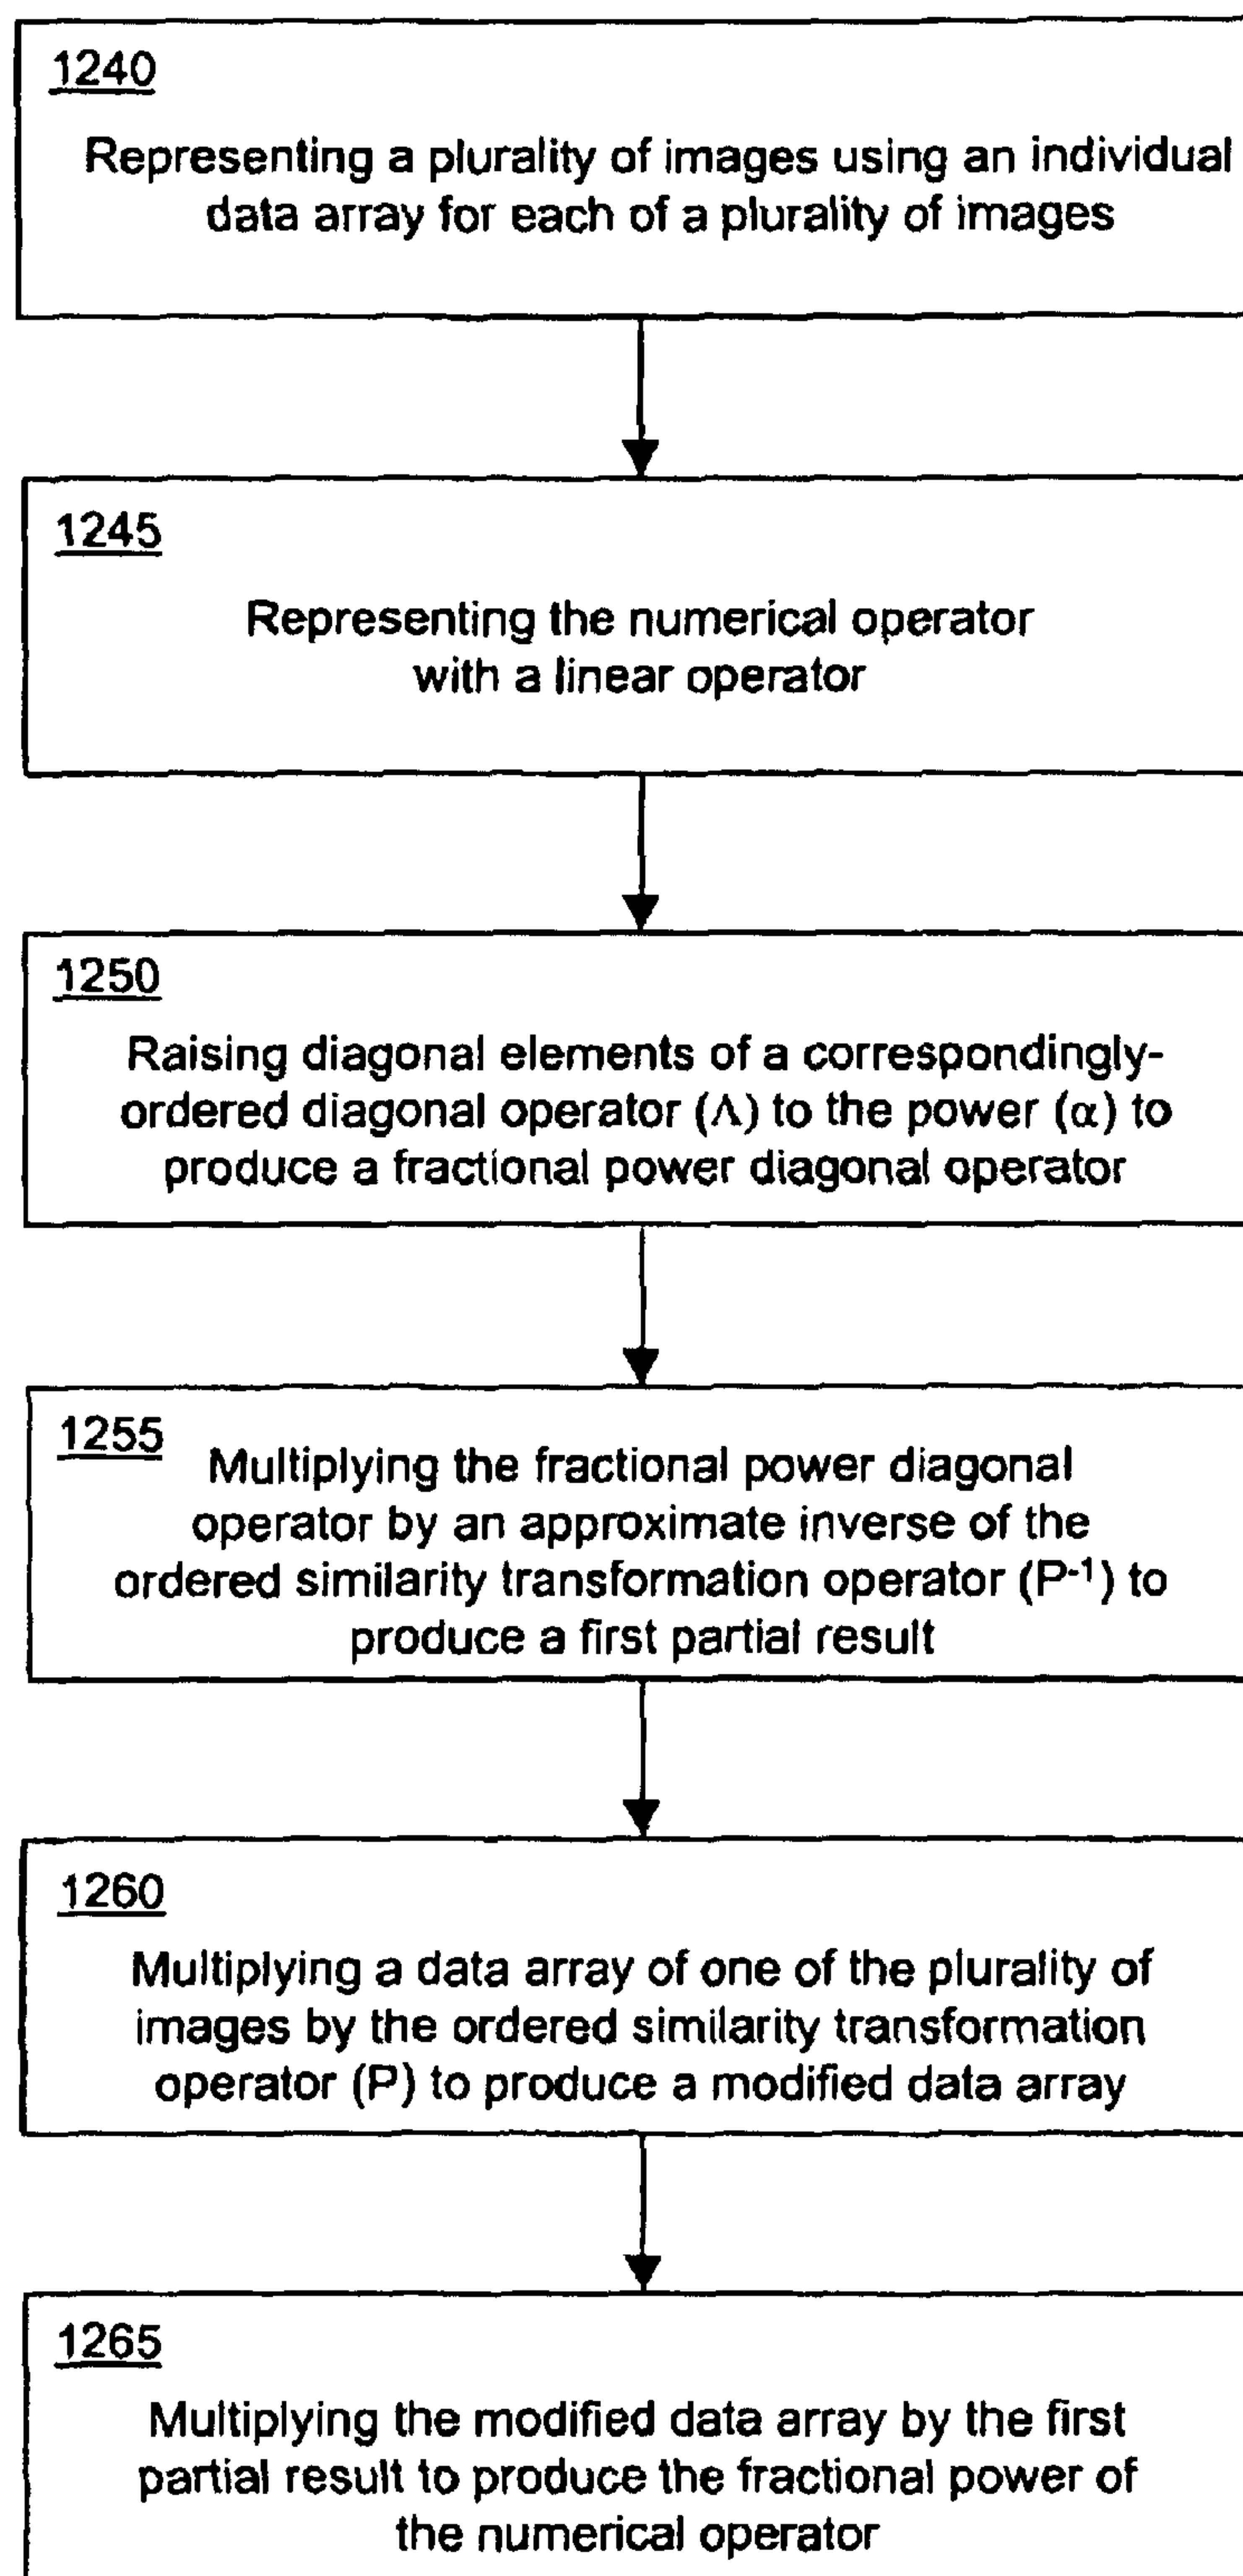 1240
Representing a plurality of images using an individual
data array for each of a plurality of images
1245
Representing the numerical operator
with a linear operator
1250
Raising diagonal elements of a correspondingly-
ordered diagonal operator (Λ) to the power (α) to
produce a fractional power diagonal operator
1255
Multiplying the fractional power diagonal
operator by an approximate inverse of the
ordered similarity transformation operator (P⁻¹) to
produce a first partial result
1260
Multiplying a data array of one of the plurality of
images by the ordered similarity transformation
operator (P) to produce a modified data array
1265
Multiplying the modified data array by the first
partial result to produce the fractional power of
the numerical operator